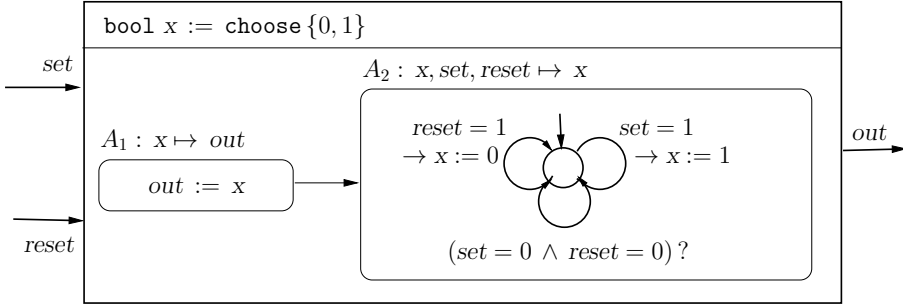 bool x := choose {0, 1}
set
A₂ : x, set, reset ↦ x
A₁ : x ↦ out
reset = 1
→ x := 0
set = 1
→ x := 1
out
out := x
reset
(set = 0 ∧ reset = 0) ?